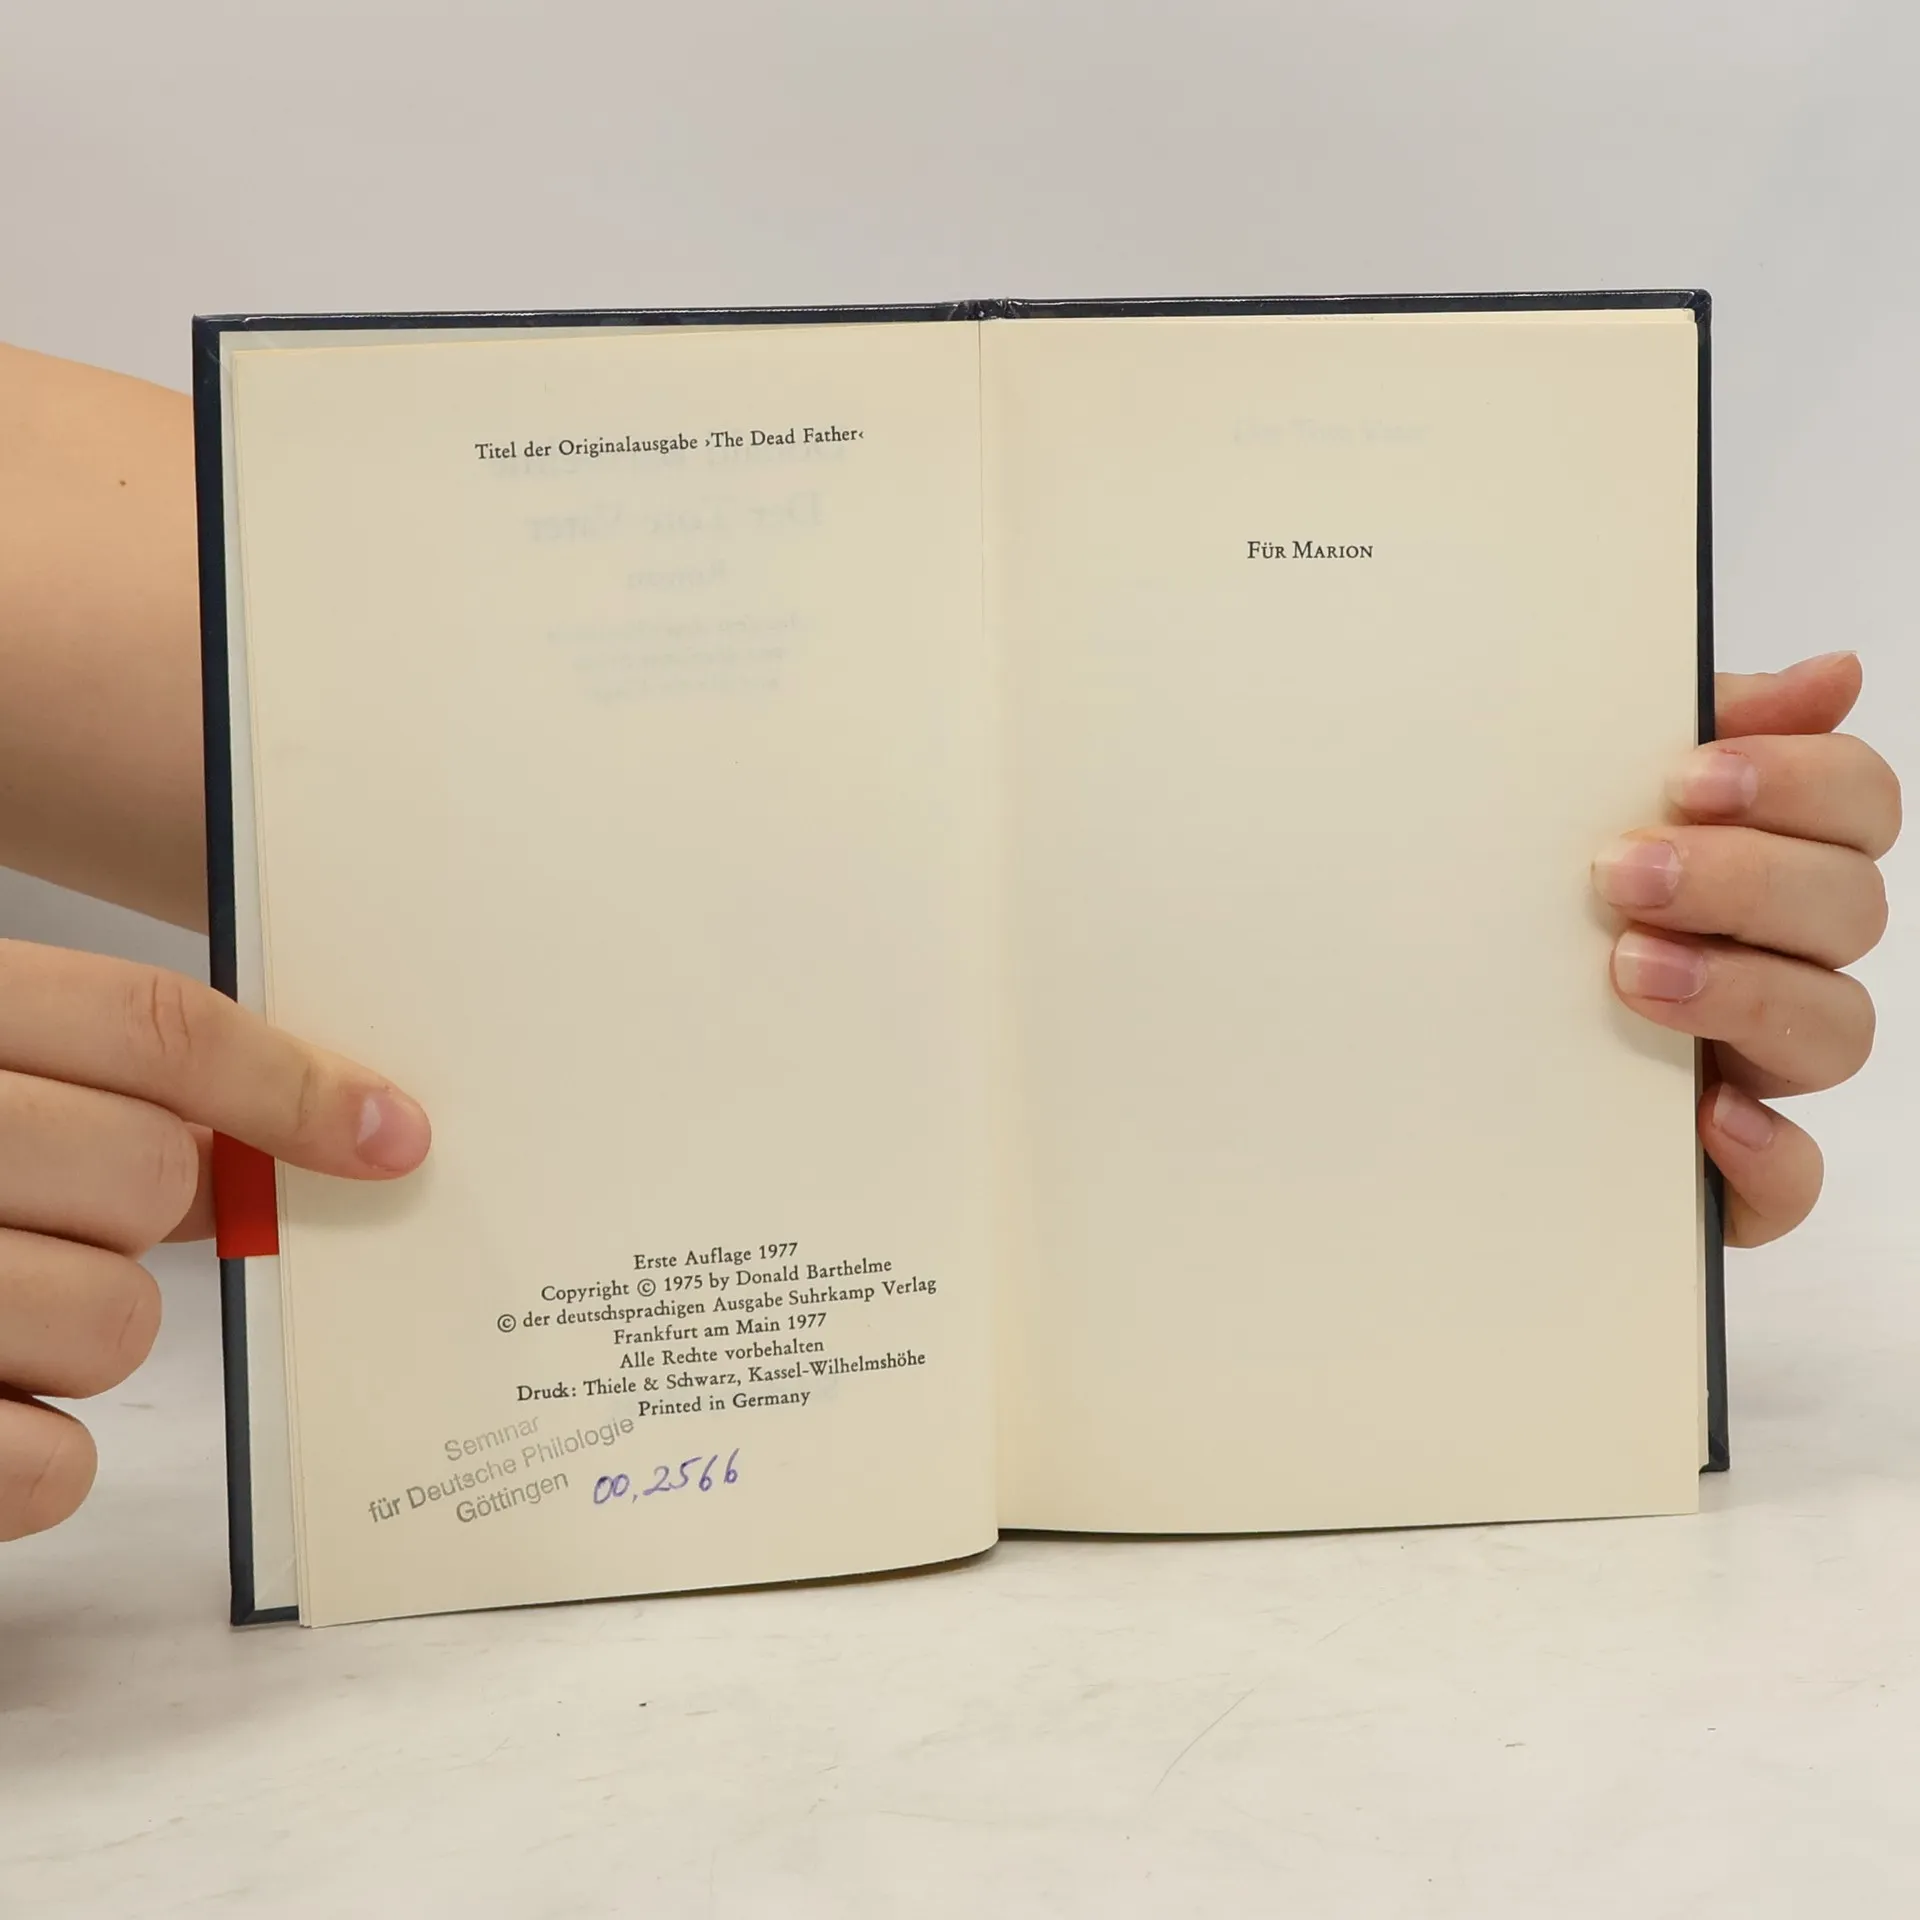 Titel der Originalausgabe ›The Dead Father‹
Erste Auflage 1977
Copyright © 1975 by Donald Barthelme
© der deutschsprachigen Ausgabe Suhrkamp Verlag
Frankfurt am Main 1977
Alle Rechte vorbehalten
Druck: Thiele & Schwarz, Kassel-Wilhelmshöhe
Printed in Germany
Seminar
für Deutsche Philologie
Göttingen
00,2566
FÜR MARION